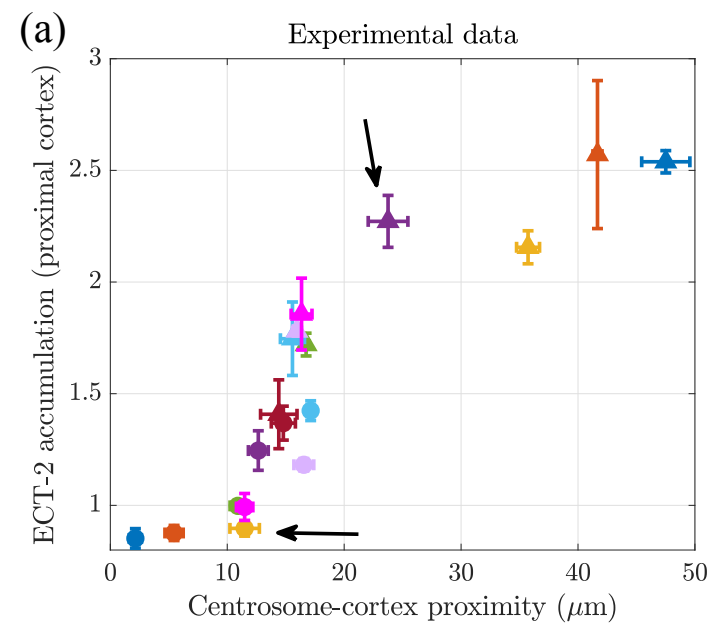 (a)
Experimental data
ECT-2 accumulation (proximal cortex)
3
2.5
2
1.5
1
0 10 20 30 40 50
Centrosome-cortex proximity (μm)